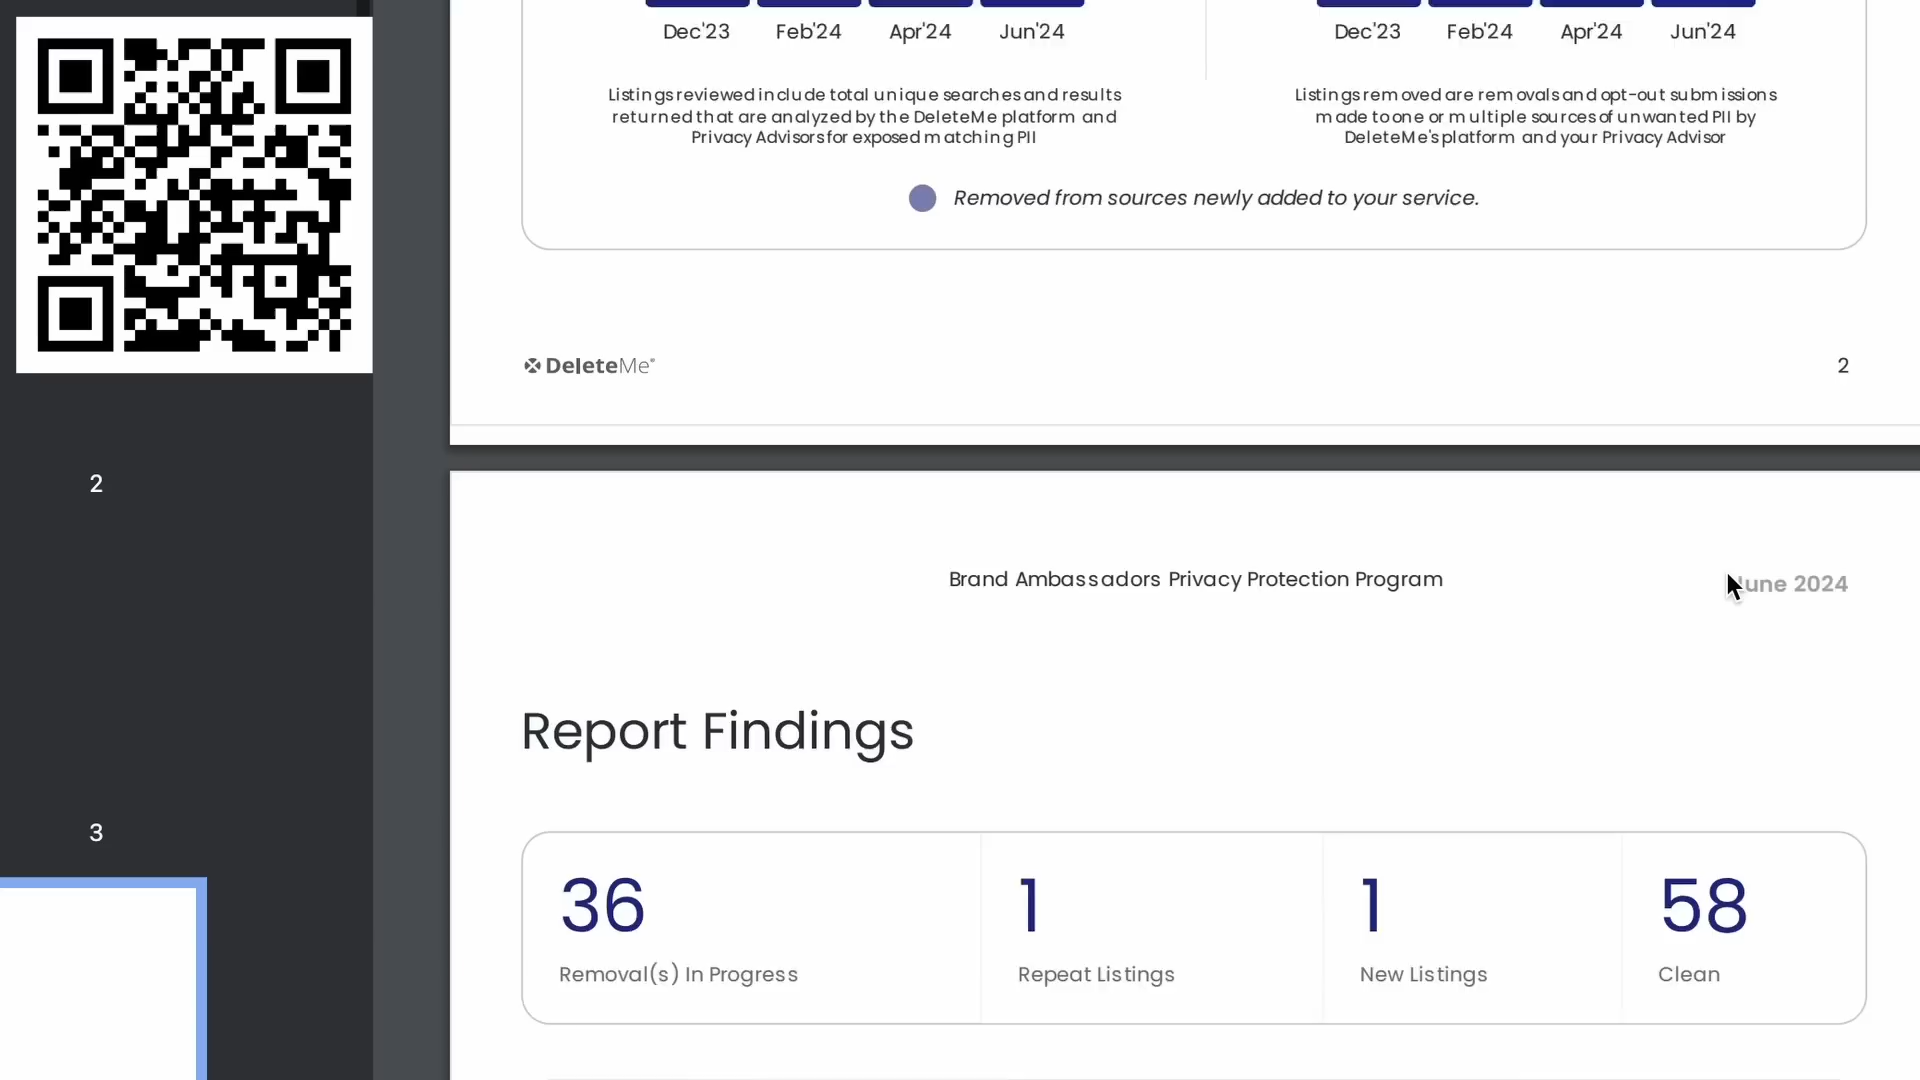 Dec'23 Feb'24 Apr'24 Jun'24
Dec'23 Feb'24 Apr'24 Jun'24
Listings reviewed include total unique searches and results
returned that are analyzed by the DeleteMe platform and
Privacy Advisors for exposed matching PII
Listings removed are removals and opt-out submissions
made to one or multiple sources of unwanted PII by
DeleteMe's platform and your Privacy Advisor
Removed from sources newly added to your service.
DeleteMe®
2
2
Brand Ambassadors Privacy Protection Program
June 2024
Report Findings
3
36
Removal(s) In Progress
1
Repeat Listings
1
New Listings
58
Clean